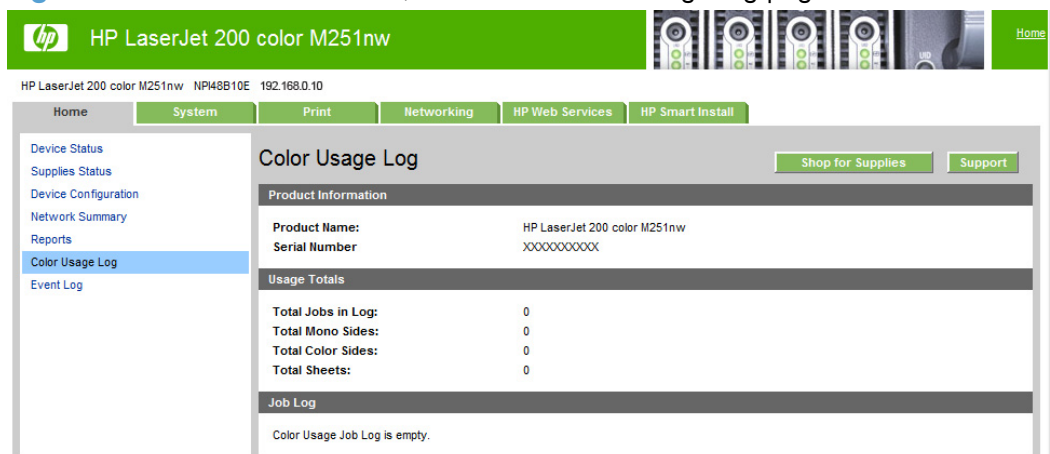 hp HP LaserJet 200 color M251nw
Home
HP LaserJet 200 color M251nw NPI48B10E 192.168.0.10
Home System Print Networking HP Web Services HP Smart Install
Device Status
Supplies Status
Device Configuration
Network Summary
Reports
Color Usage Log
Event Log
Color Usage Log
Shop for Supplies Support
Product Information
Product Name: HP LaserJet 200 color M251nw
Serial Number XXXXXXXXXX
Usage Totals
Total Jobs in Log: 0
Total Mono Sides: 0
Total Color Sides: 0
Total Sheets: 0
Job Log
Color Usage Job Log is empty.